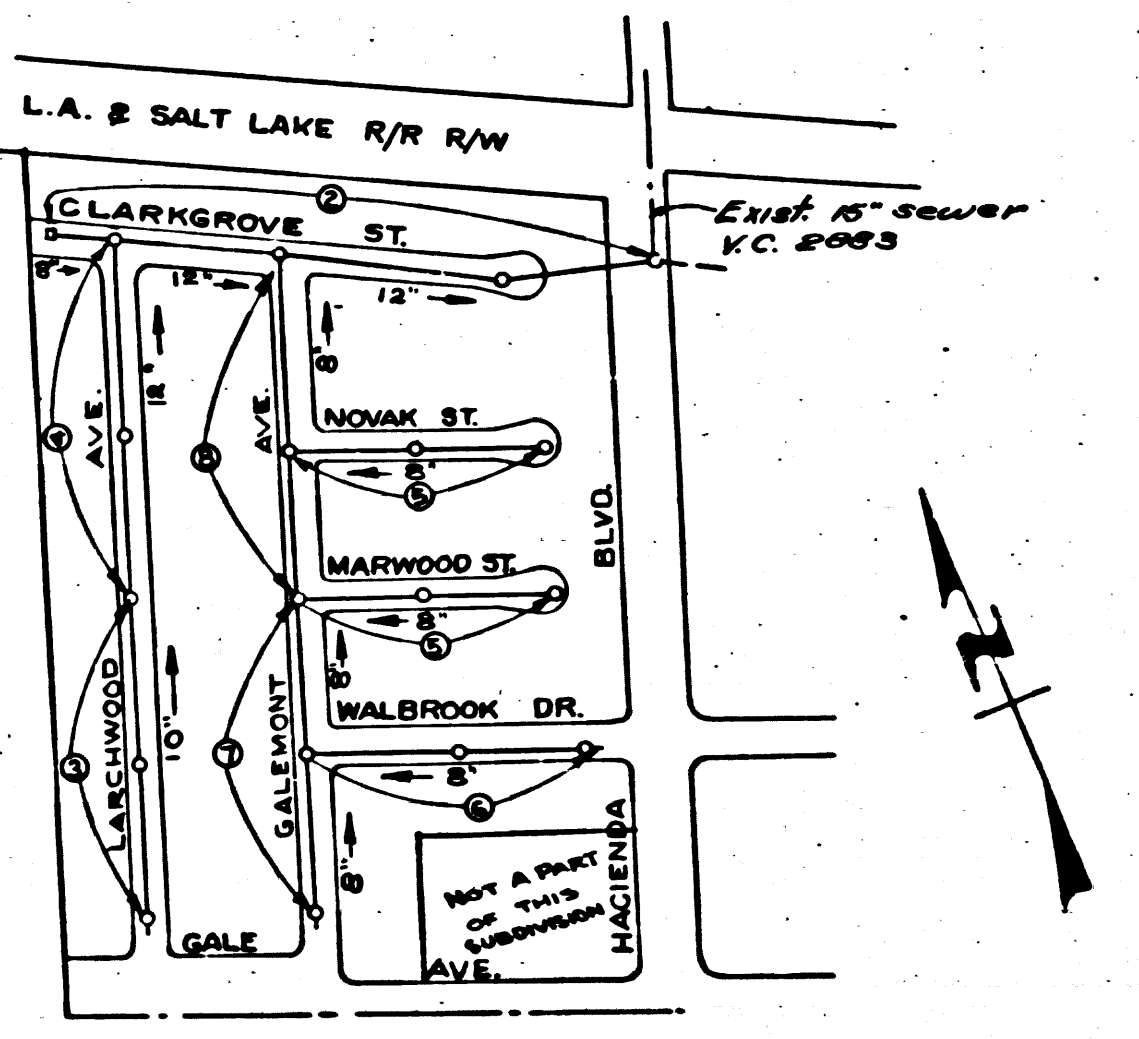 L.A. & SALT LAKE R/R R/W
2
CLARKGROVE ST.
Exist. 15" sewer
V.C. 2883
8"
12"
12"
8"
12"
AVE.
AVE.
NOVAK ST.
4
8
8"
5
BLVD.
MARWOOD ST.
8"
5
8"
LARCHWOOD
10"
GALEMONT
WALBROOK DR.
3
7
8"
6
8"
HACIENDA
NOT A PART
OF THIS
SUBDIVISION
GALE
AVE.
N